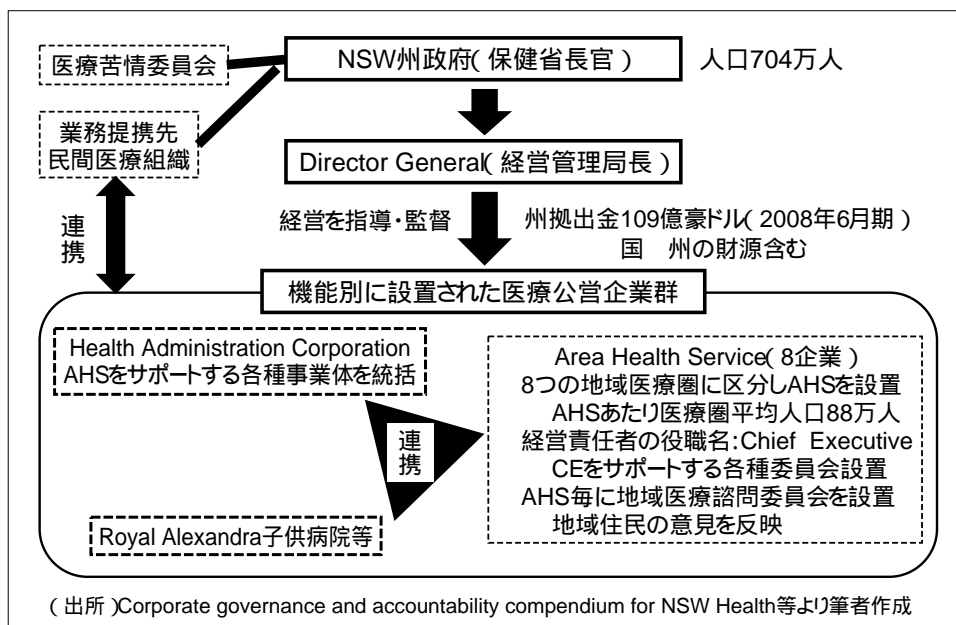 医療苦情委員会
NSW州政府(保健省長官)
人口704万人
業務提携先
民間医療組織
Director General(経営管理局長)
連携
経営を指導・監督
州拠出金109億豪ドル(2008年6月期)
国 州の財源含む
機能別に設置された医療公営企業群
Health Administration Corporation
AHSをサポートする各種事業体を統括
連携
Royal Alexandra子供病院等
Area Health Service(8企業)
8つの地域医療圏に区分しAHSを設置
AHSあたり医療圏平均人口88万人
経営責任者の役職名:Chief Executive
CEをサポートする各種委員会設置
AHS毎に地域医療諮問委員会を設置
地域住民の意見を反映
(出所)Corporate governance and accountability compendium for NSW Health等より筆者作成